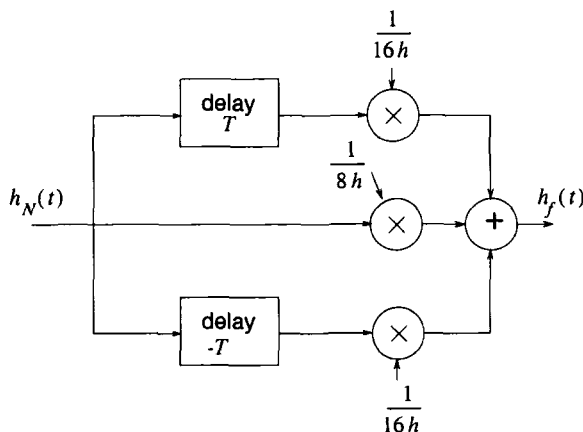 1
16h
delay
T
×
1
8h
h_N(t)
×
+
h_f(t)
delay
-T
×
1
16h